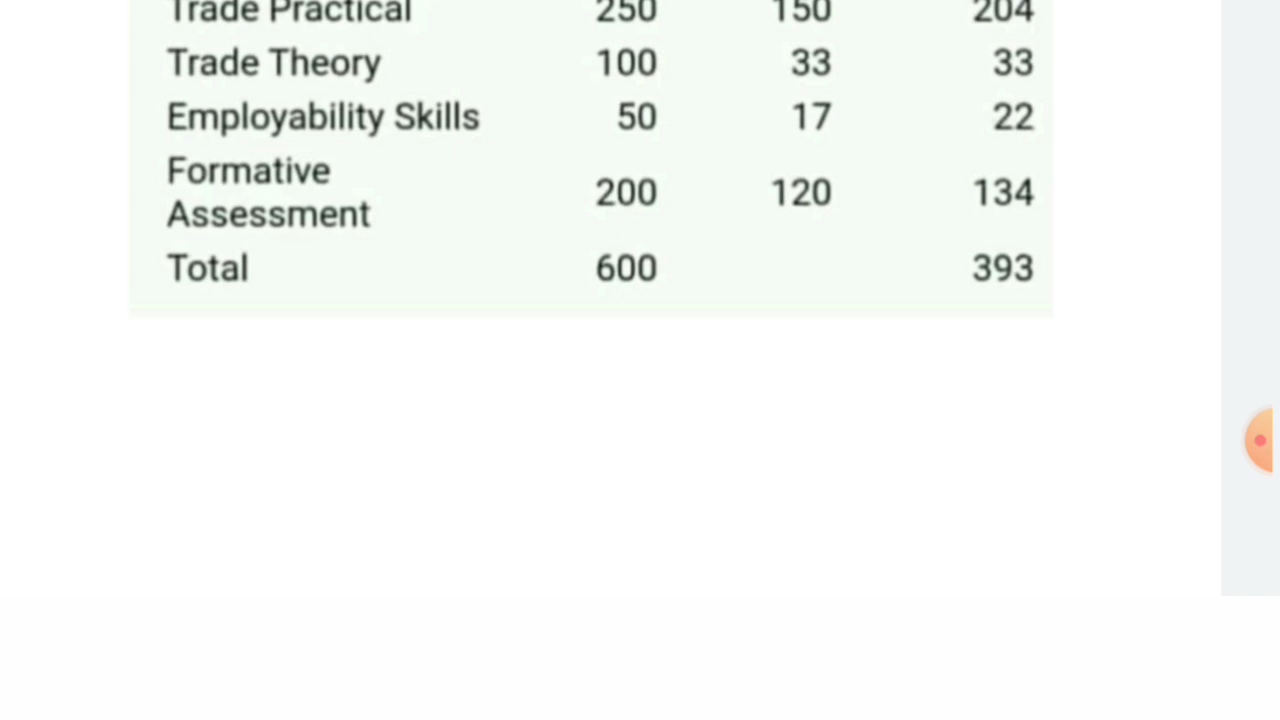 Trade Practical 250 150 204
Trade Theory 100 33 33
Employability Skills 50 17 22
Formative
Assessment 200 120 134
Total 600 393